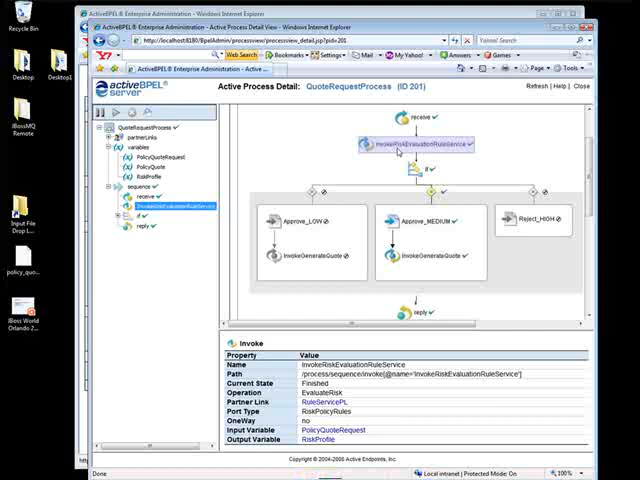 Recycle Bin
Desktop
Desktop1
JBossMQ
Remote
Input File
Drop L...
policy_quo...
JBoss World
Orlando 2...
ActiveBPEL® Enterprise Administration - Windows Internet Explorer
ActiveBPEL® Enterprise Administration - Active Process Detail View - Windows Internet Explorer
http://localhost:8180/BpelAdmin/processview/processview_detail.jsp?pid=201
Yahoo! Search
Web Search
Bookmarks
Settings
Mail
My Yahoo!
Answers
Games
ActiveBPEL® Enterprise Administration - Active ...
Page
Tools
activeBPEL®
server
Active Process Detail: QuoteRequestProcess (ID 201)
Refresh | Help | Close
QuoteRequestProcess
partnerLinks
variables
PolicyQuoteRequest
PolicyQuote
RiskProfile
sequence
receive
InvokeRiskEvaluationRuleService
if
reply
receive
InvokeRiskEvaluationRuleService
if
Approve_LOW
Approve_MEDIUM
Reject_HIGH
InvokeGenerateQuote
InvokeGenerateQuote
reply
Invoke
Property Value
Name InvokeRiskEvaluationRuleService
Path /process/sequence/invoke[@name='InvokeRiskEvaluationRuleService']
Current State Finished
Operation EvaluateRisk
Partner Link RuleServicePL
Port Type RiskPolicyRules
OneWay no
Input Variable PolicyQuoteRequest
Output Variable RiskProfile
Copyright © 2004-2008 Active Endpoints, Inc.
Done
Local intranet | Protected Mode: On
100%